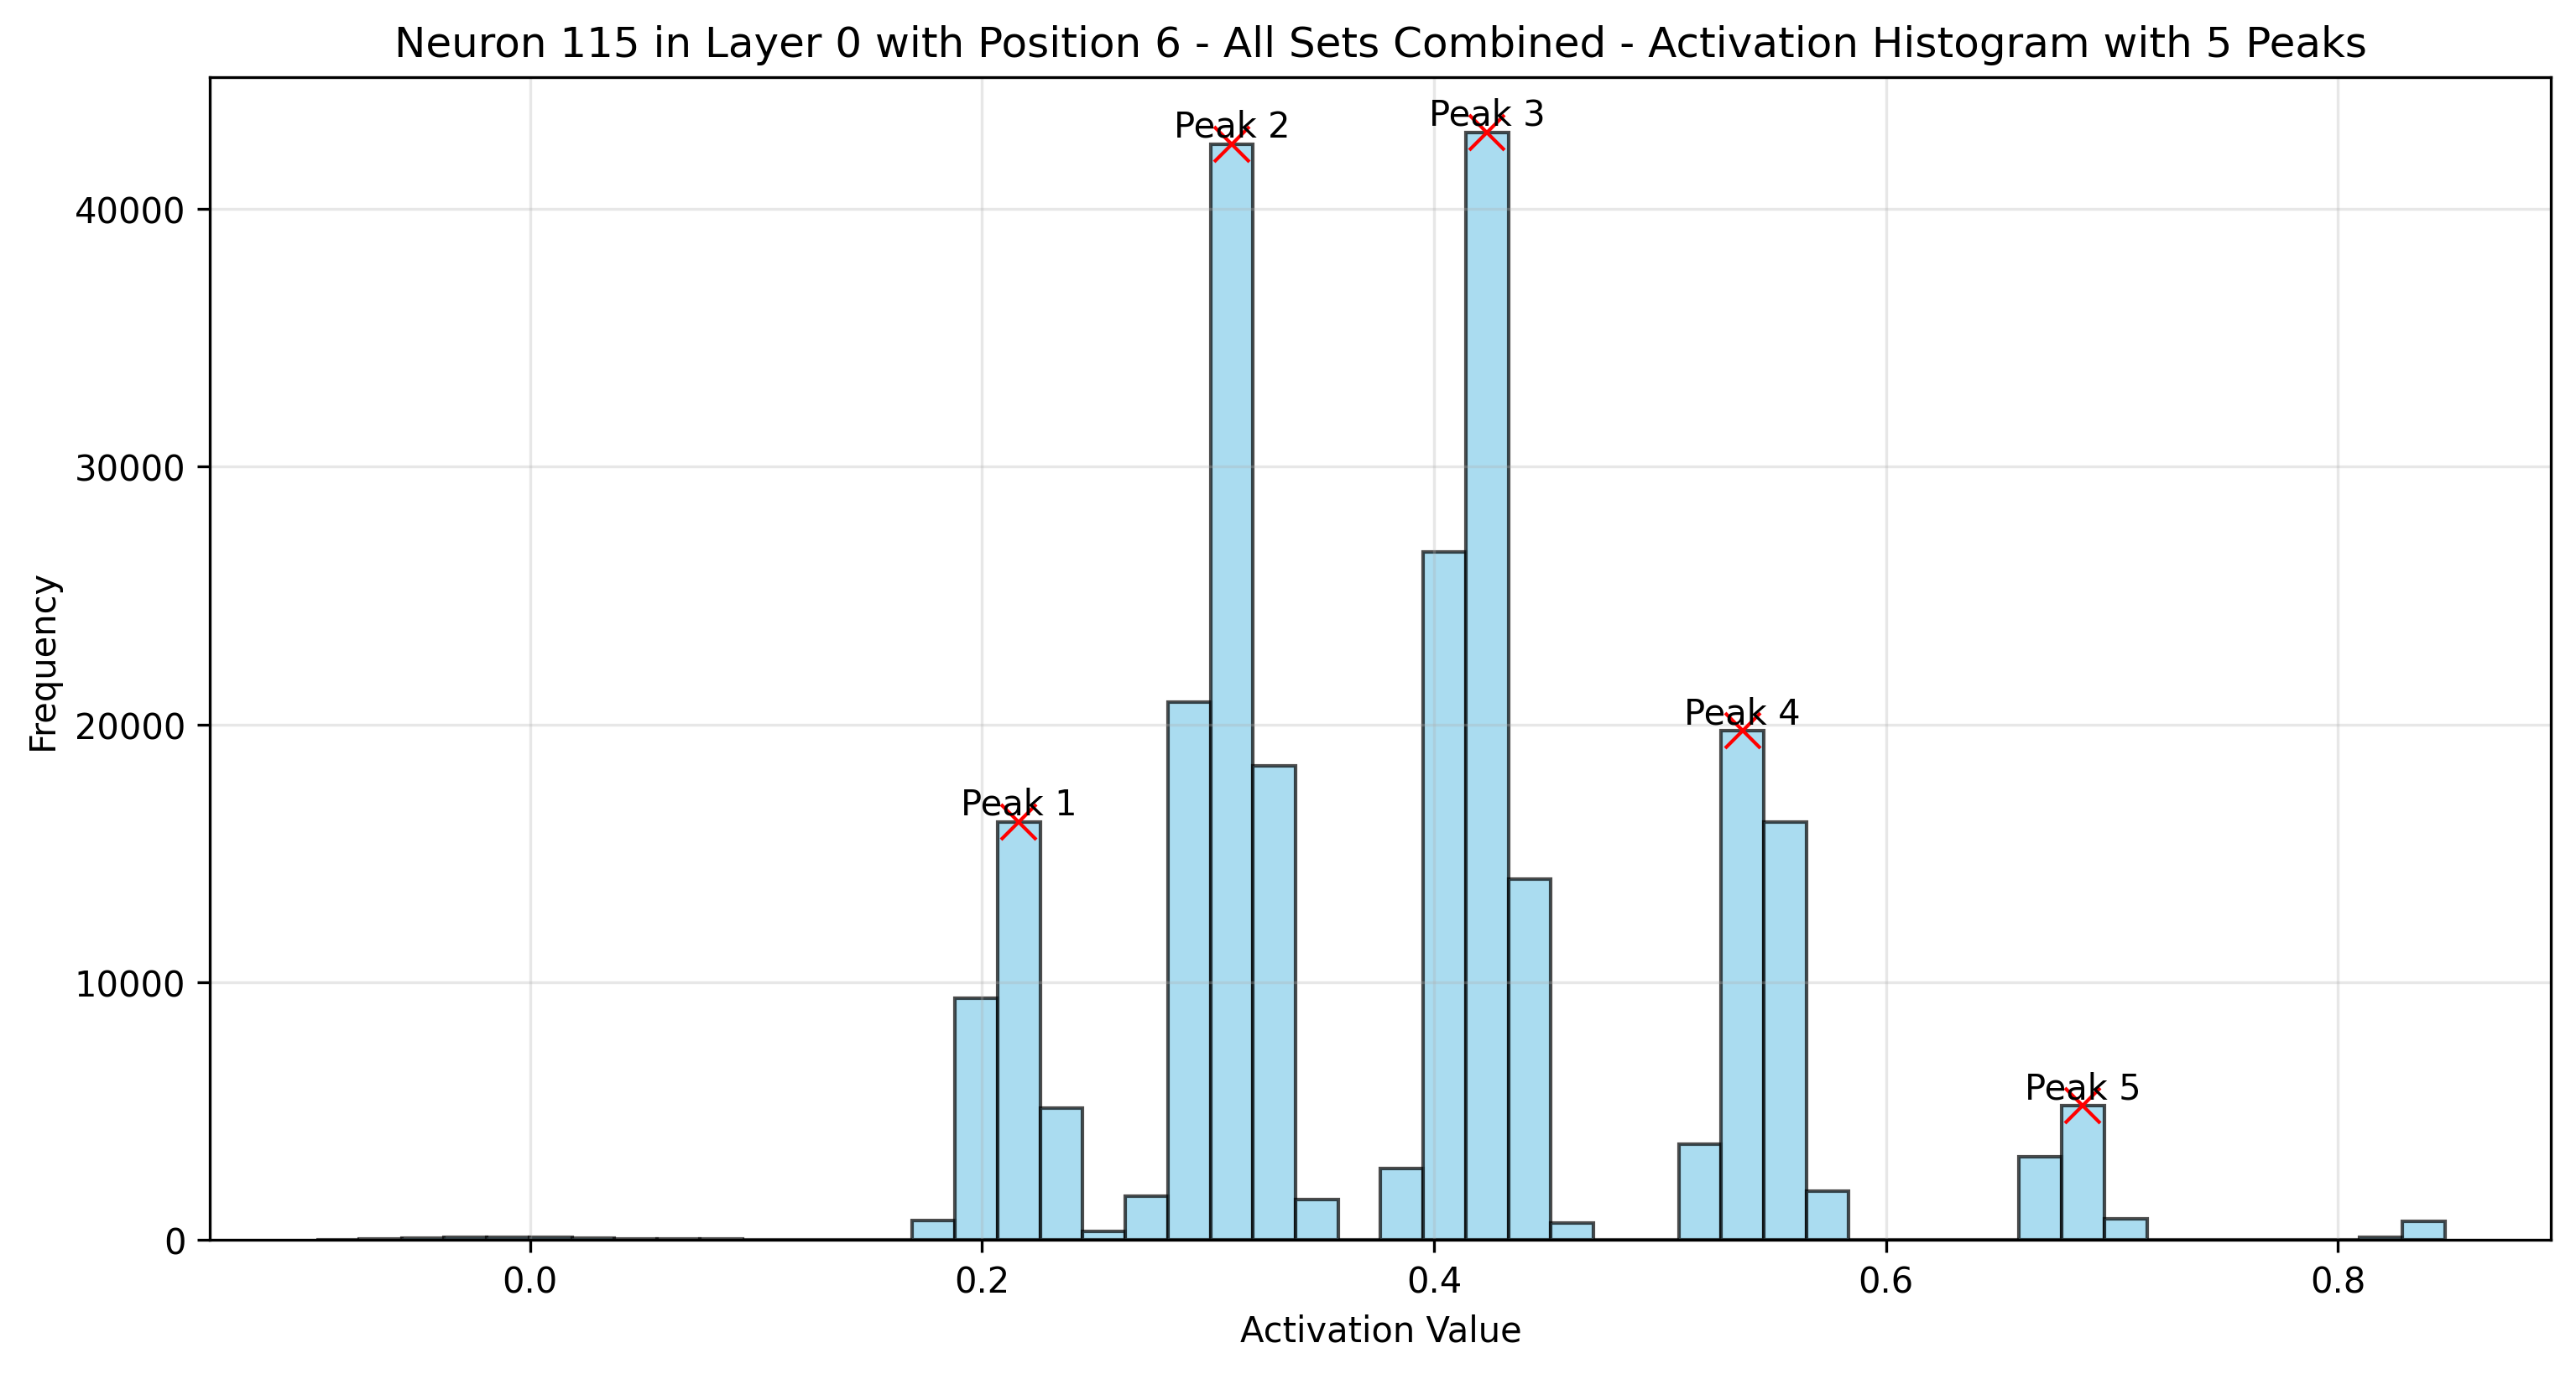 Neuron 115 in Layer 0 with Position 6 - All Sets Combined - Activation Histogram with 5 Peaks
Peak 3
Peak 2
40000
30000
Frequency
20000
Peak 4
Peak 1
10000
Peak 5
0
0.0 0.2 0.4 0.6 0.8
Activation Value